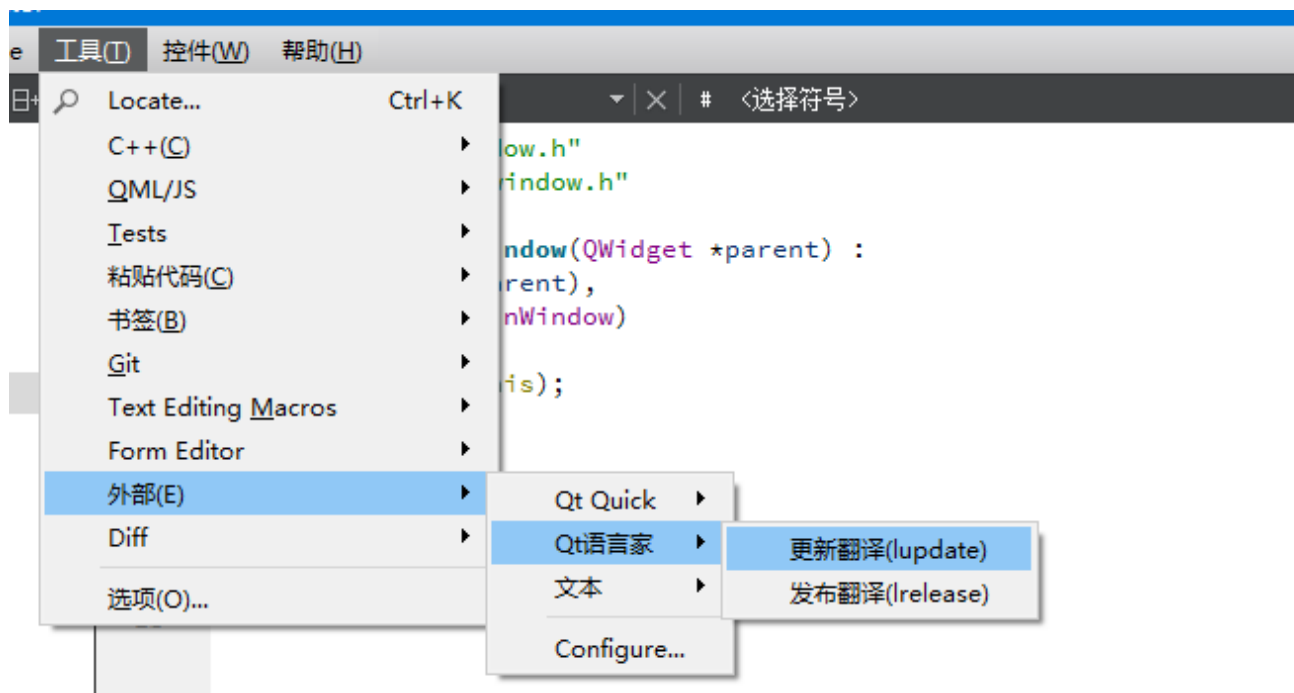 e 工具(T) 控件(W) 帮助(H)
# <选择符号>
Locate... Ctrl+K
C++(C)
QML/JS
Tests
粘贴代码(C)
书签(B)
Git
Text Editing Macros
Form Editor
外部(E)
Diff
选项(O)...
ow.h"
indow.h"
ndow(QWidget *parent) :
rent),
nWindow)
is);
Qt Quick
Qt语言家
文本
Configure...
更新翻译(lupdate)
发布翻译(lrelease)